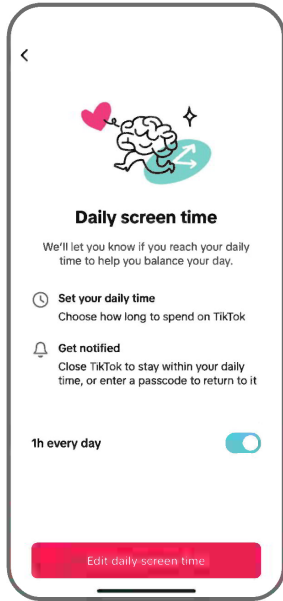 Daily screen time
We'll let you know if you reach your daily
time to help you balance your day.
Set your daily time
Choose how long to spend on TikTok
Get notified
Close TikTok to stay within your daily
time, or enter a passcode to return to it
1h every day
Edit daily screen time